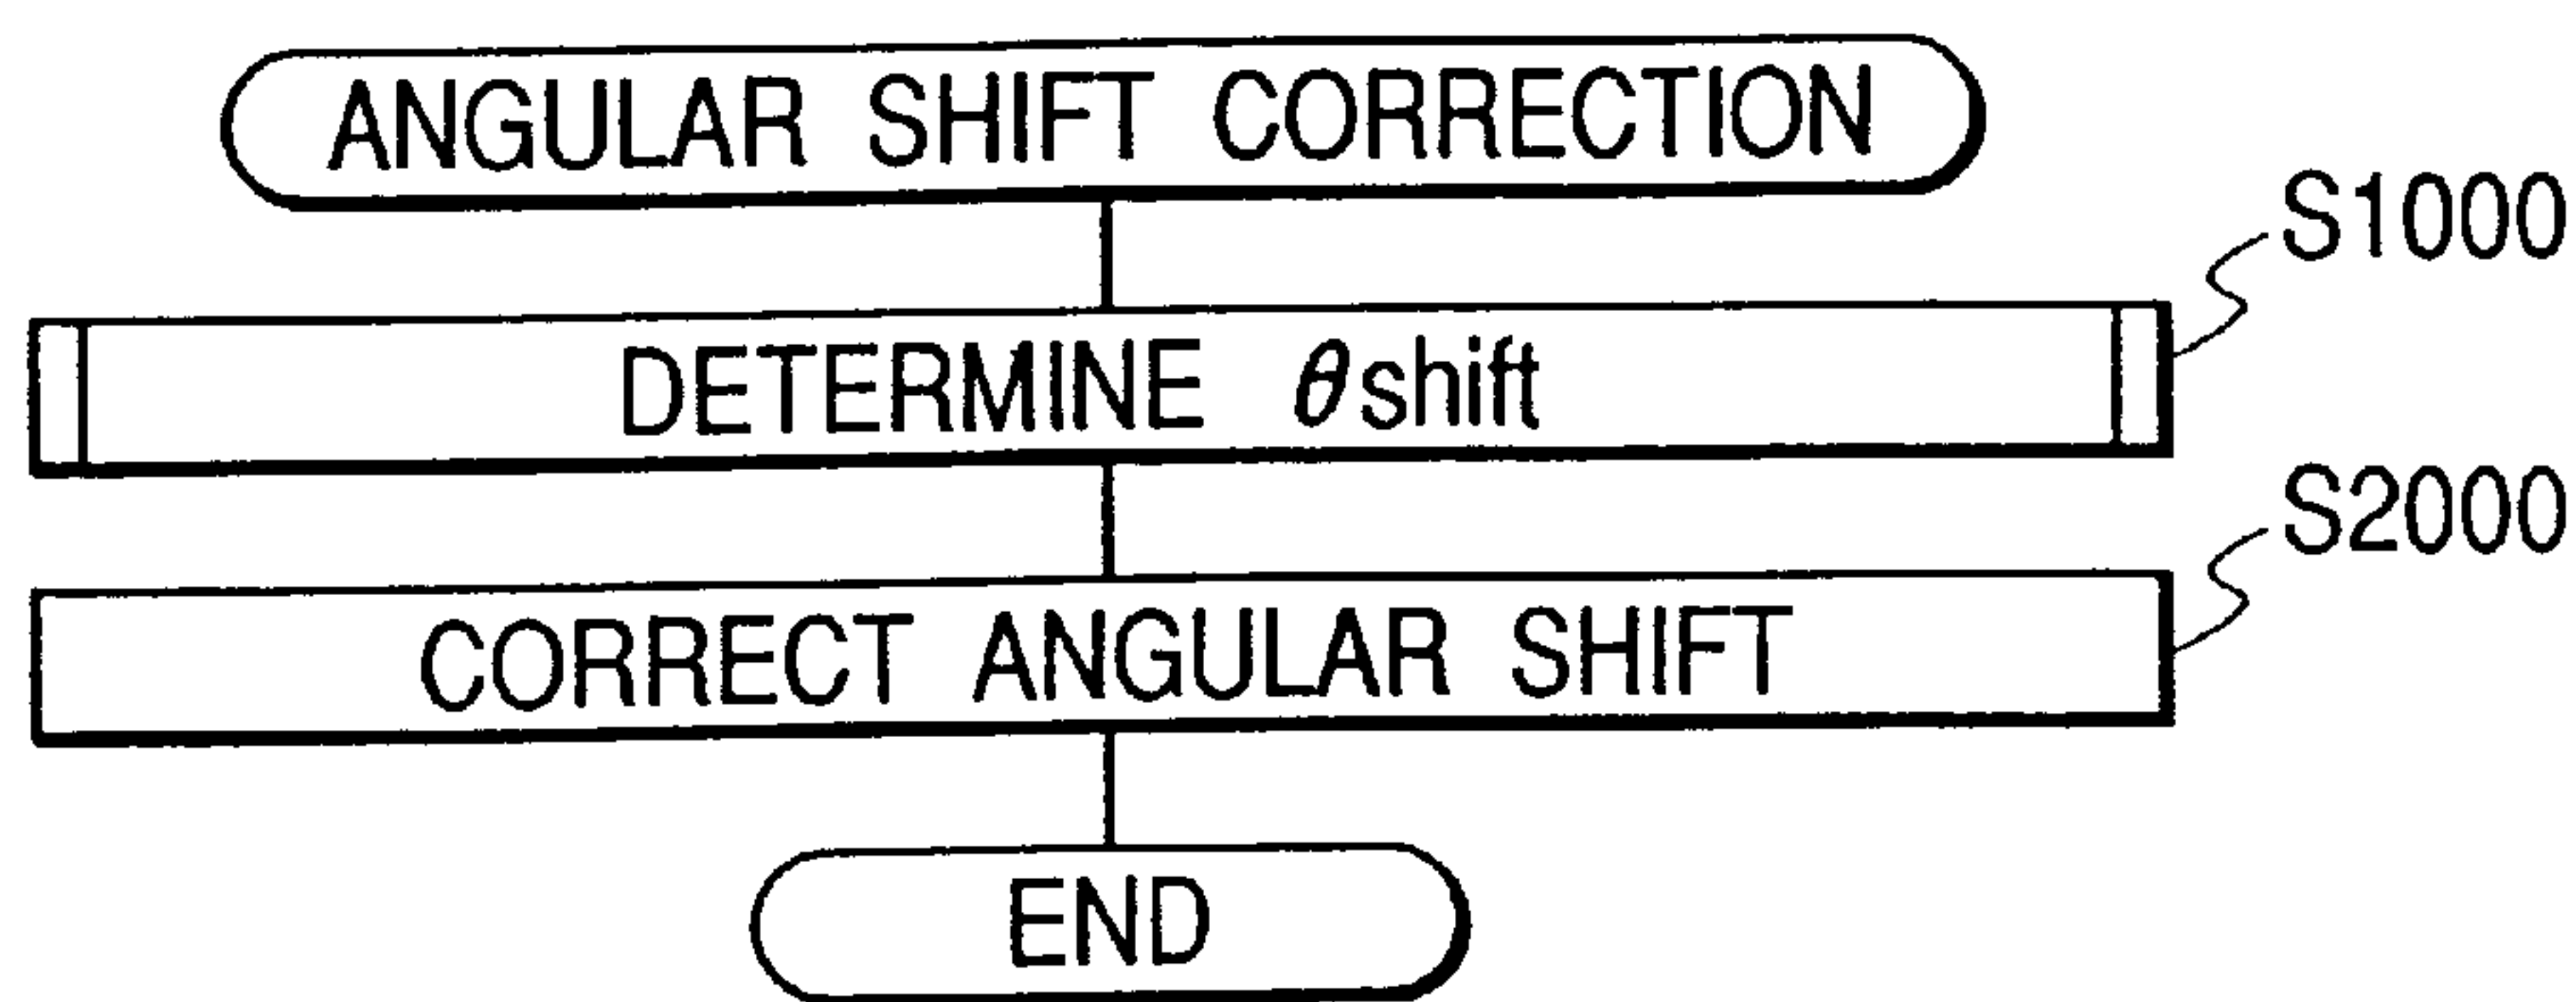 ANGULAR SHIFT CORRECTION
S1000
DETERMINE θshift
S2000
CORRECT ANGULAR SHIFT
END